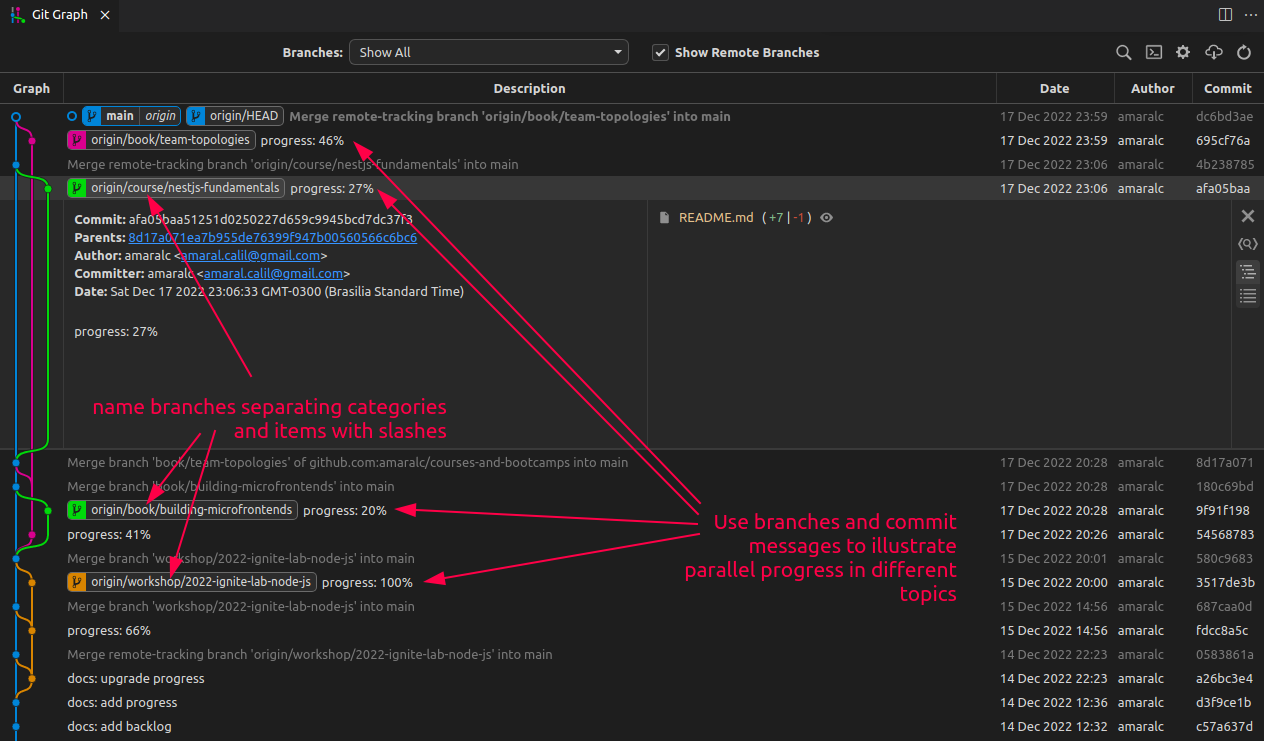 Git Graph
Branches: Show All Show Remote Branches
Graph Description Date Author Commit
main origin origin/HEAD Merge remote-tracking branch 'origin/book/team-topologies' into main 17 Dec 2022 23:59 amaralc dc6bd3ae
origin/book/team-topologies progress: 46% 17 Dec 2022 23:59 amaralc 695cf76a
Merge remote-tracking branch 'origin/course/nestjs-fundamentals' into main 17 Dec 2022 23:06 amaralc 4b238785
origin/course/nestjs-fundamentals progress: 27% 17 Dec 2022 23:06 amaralc afa05baa
Commit: afa05baa51251d0250227d659c9945bcd7dc37f3 README.md ( +7 | -1 )
Parents: 8d17a071ea7b955de76399f947b00560566c6bc6
Author: amaralc <amaral.calil@gmail.com>
Committer: amaralc <amaral.calil@gmail.com>
Date: Sat Dec 17 2022 23:06:33 GMT-0300 (Brasilia Standard Time)
progress: 27%
name branches separating categories
and items with slashes
Merge branch 'book/team-topologies' of github.com:amaralc/courses-and-bootcamps into main 17 Dec 2022 20:28 amaralc 8d17a071
Merge branch 'book/building-microfrontends' into main 17 Dec 2022 20:28 amaralc 180c69bd
origin/book/building-microfrontends progress: 20% 17 Dec 2022 20:28 amaralc 9f91f198
progress: 41% 17 Dec 2022 20:26 amaralc 54568783
Merge branch 'workshop/2022-ignite-lab-node-js' into main 15 Dec 2022 20:01 amaralc 580c9683
origin/workshop/2022-ignite-lab-node-js progress: 100% 15 Dec 2022 20:00 amaralc 3517de3b
Use branches and commit
messages to illustrate
parallel progress in different
topics
Merge branch 'workshop/2022-ignite-lab-node-js' into main 15 Dec 2022 14:56 amaralc 687caa0d
progress: 66% 15 Dec 2022 14:56 amaralc fdcc8a5c
Merge remote-tracking branch 'origin/workshop/2022-ignite-lab-node-js' into main 14 Dec 2022 22:23 amaralc 0583861a
docs: upgrade progress 14 Dec 2022 22:23 amaralc a26bc3e4
docs: add progress 14 Dec 2022 12:36 amaralc d3f9ce1b
docs: add backlog 14 Dec 2022 12:32 amaralc c57a637d